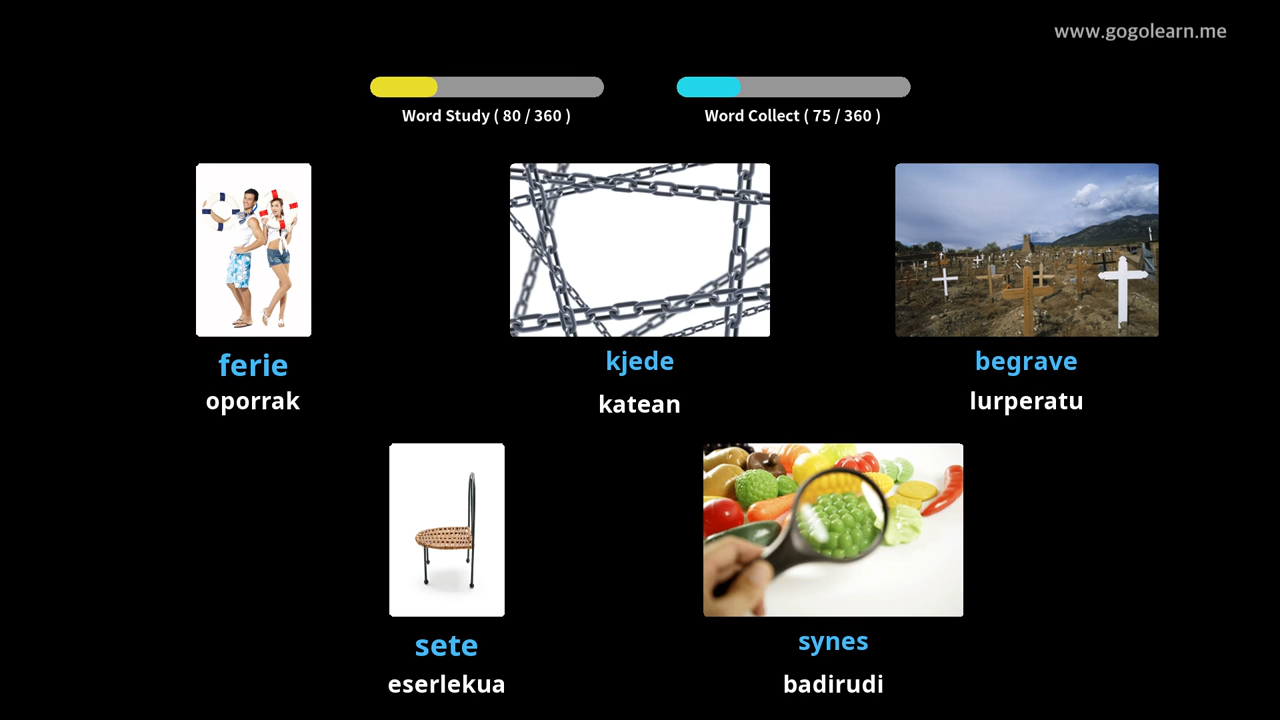 www.gogolearn.me
Word Study ( 80 / 360 )
Word Collect ( 75 / 360 )
ferie
oporrak
kjede
katean
begrave
lurperatu
sete
eserlekua
synes
badirudi